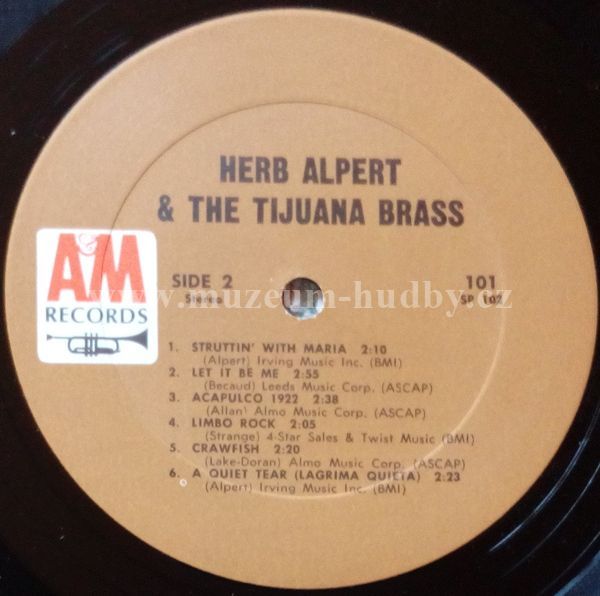 HERB ALPERT
& THE TIJUANA BRASS
A&M
RECORDS
SIDE 2
Stereo
101
SP 102
www.muzeum-hudby.cz
1. STRUTTIN' WITH MARIA 2:10
(Alpert) Irving Music Inc. (BMI)
2. LET IT BE ME 2:55
(Becaud) Leeds Music Corp. (ASCAP)
3. ACAPULCO 1922 2:38
(Allan) Almo Music Corp. (ASCAP)
4. LIMBO ROCK 2:05
(Strange) 4-Star Sales & Twist Music (BMI)
5. CRAWFISH 2:20
(Lake-Doran) Almo Music Corp. (ASCAP)
6. A QUIET TEAR (LAGRIMA QUIETA) 2:23
(Alpert) Irving Music Inc. (BMI)